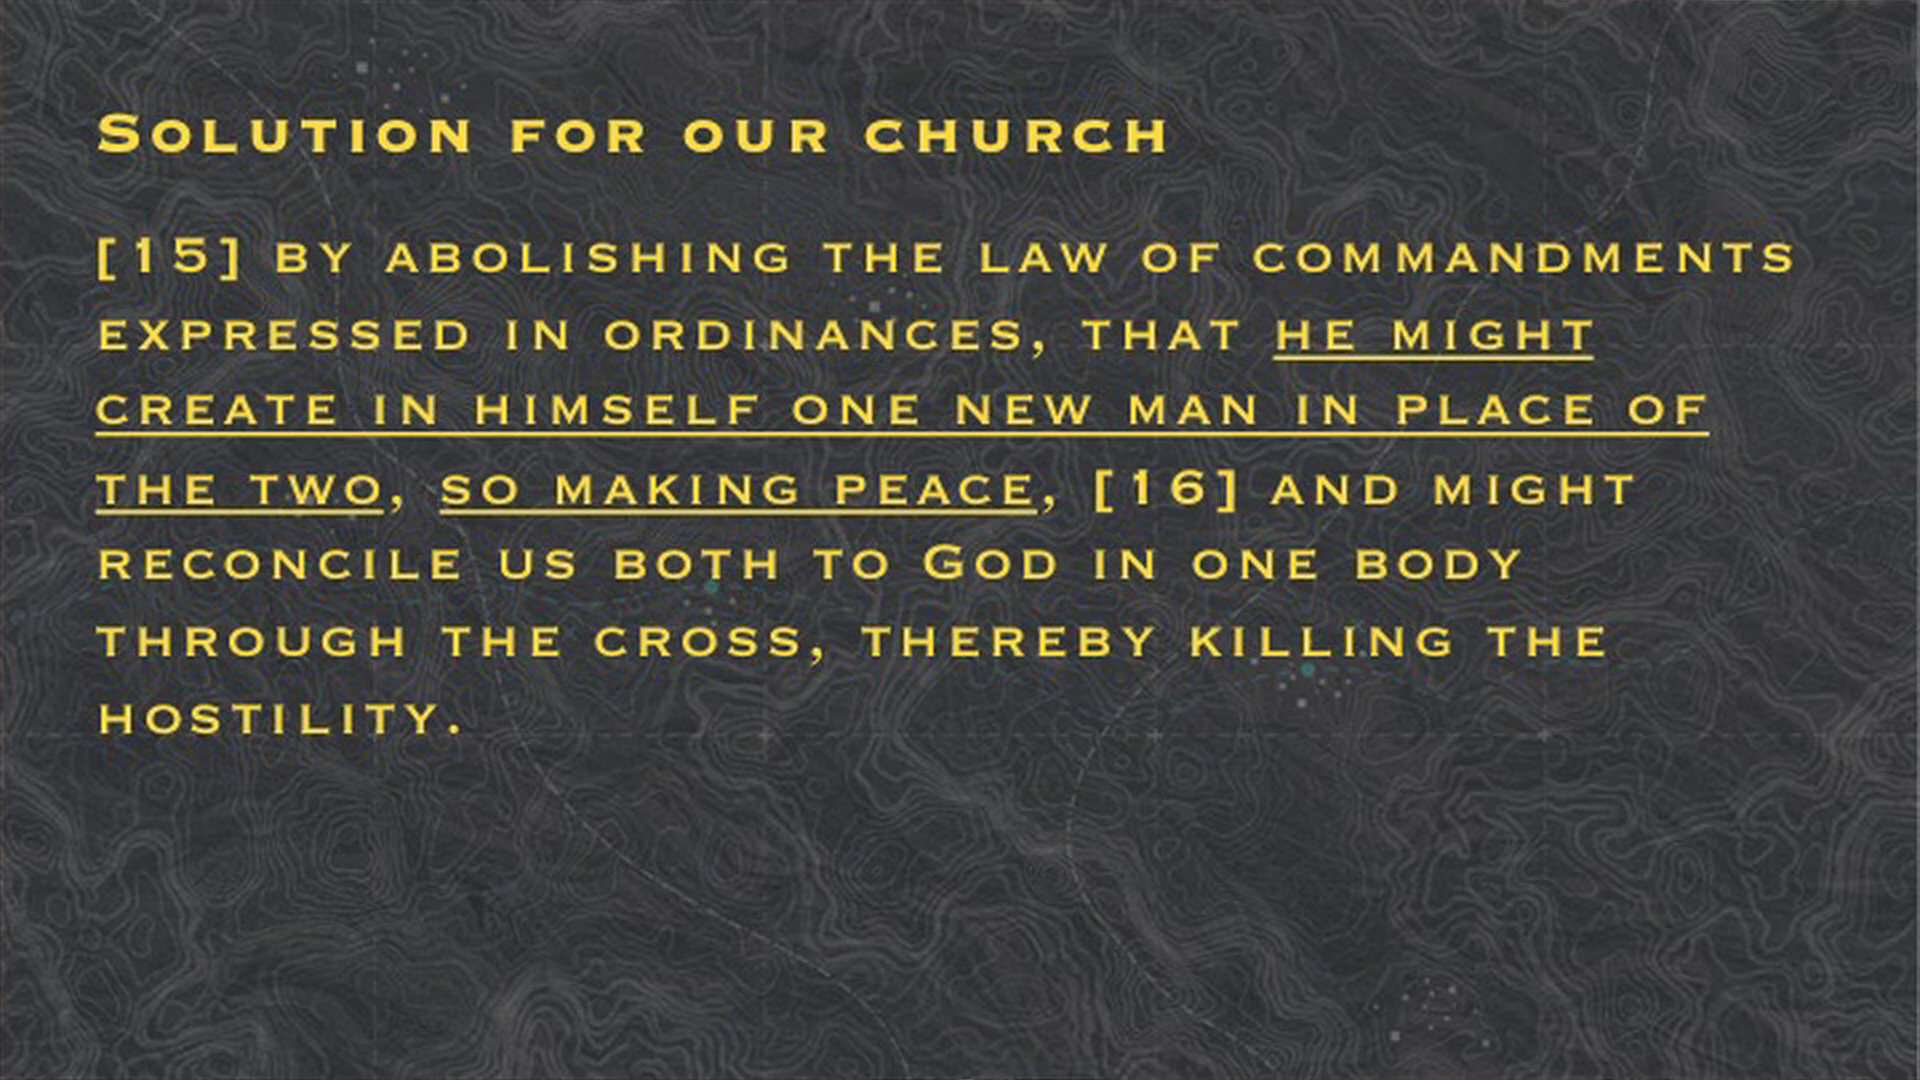 Solution for our church
[15] by abolishing the law of commandments
expressed in ordinances, that he might
create in himself one new man in place of
the two, so making peace, [16] and might
reconcile us both to God in one body
through the cross, thereby killing the
hostility.